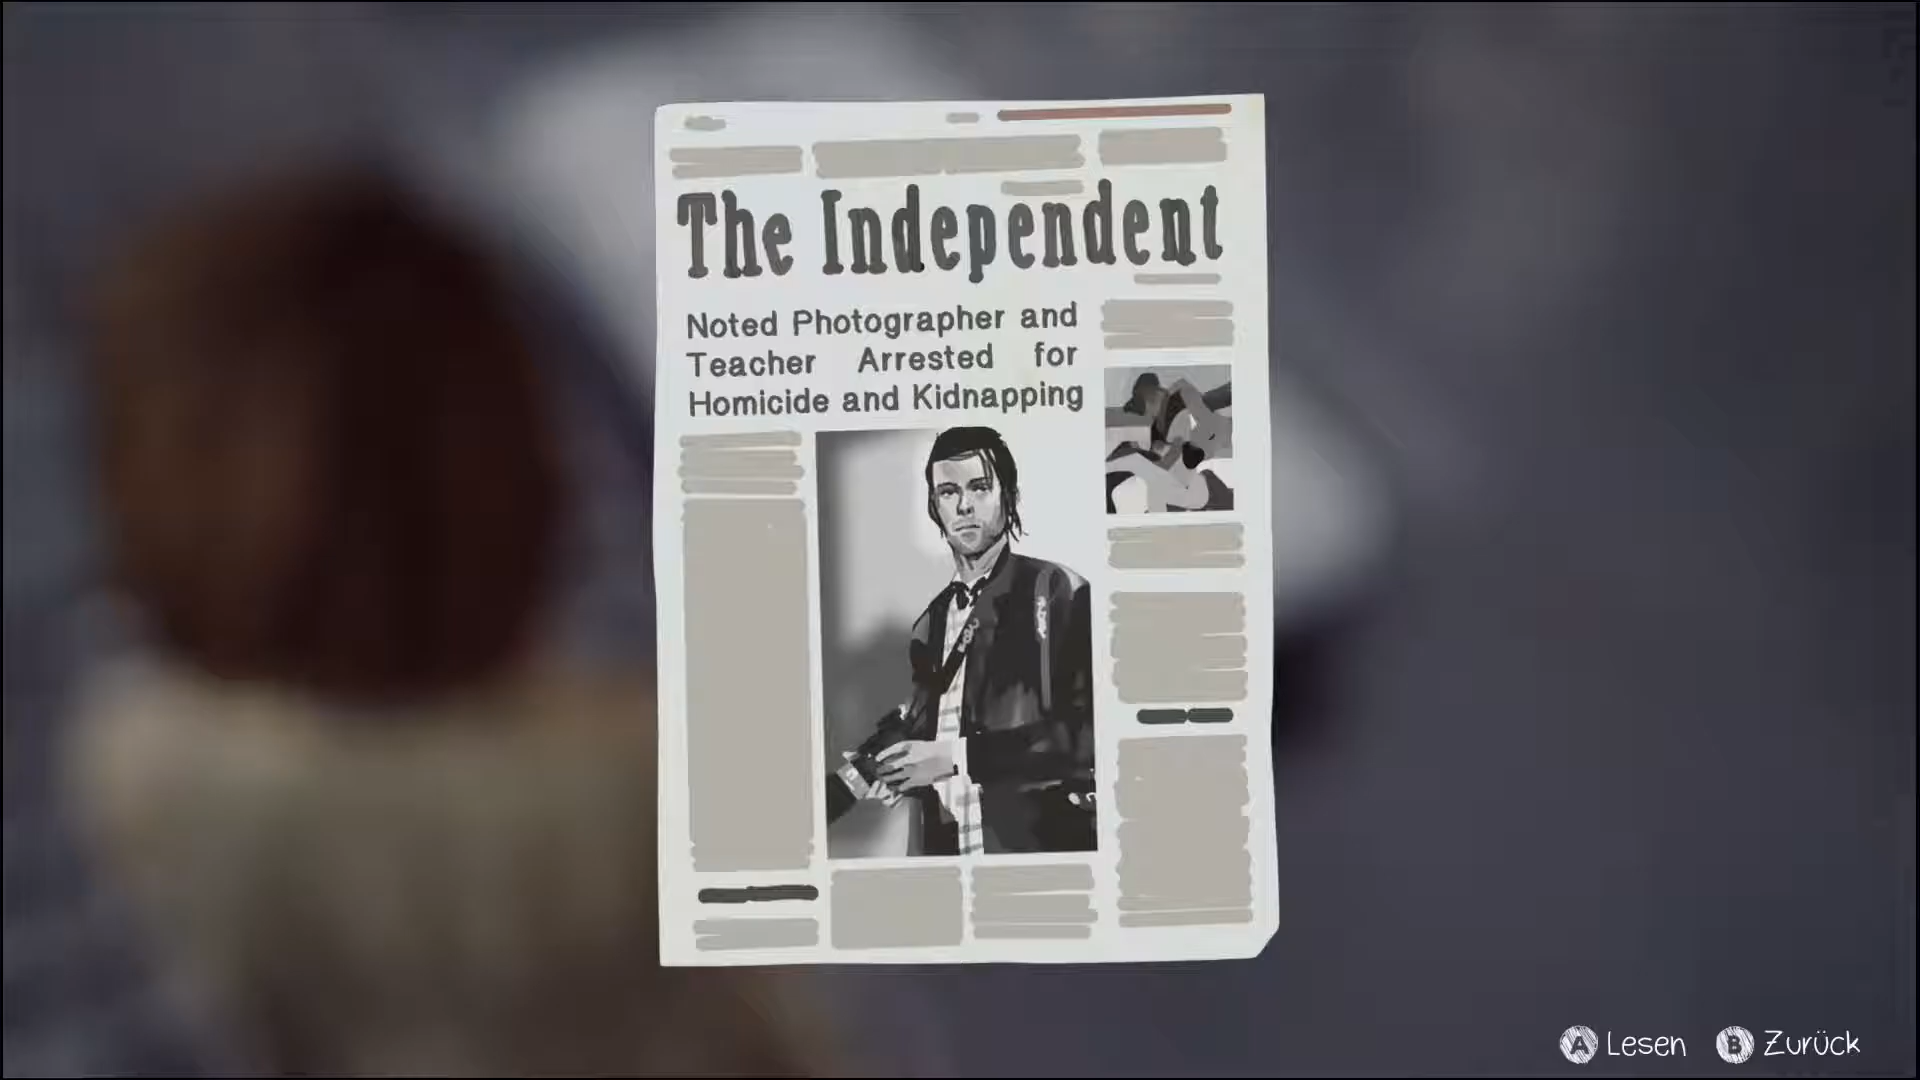 The Independent
Noted Photographer and
Teacher Arrested for
Homicide and Kidnapping
A Lesen B Zurück